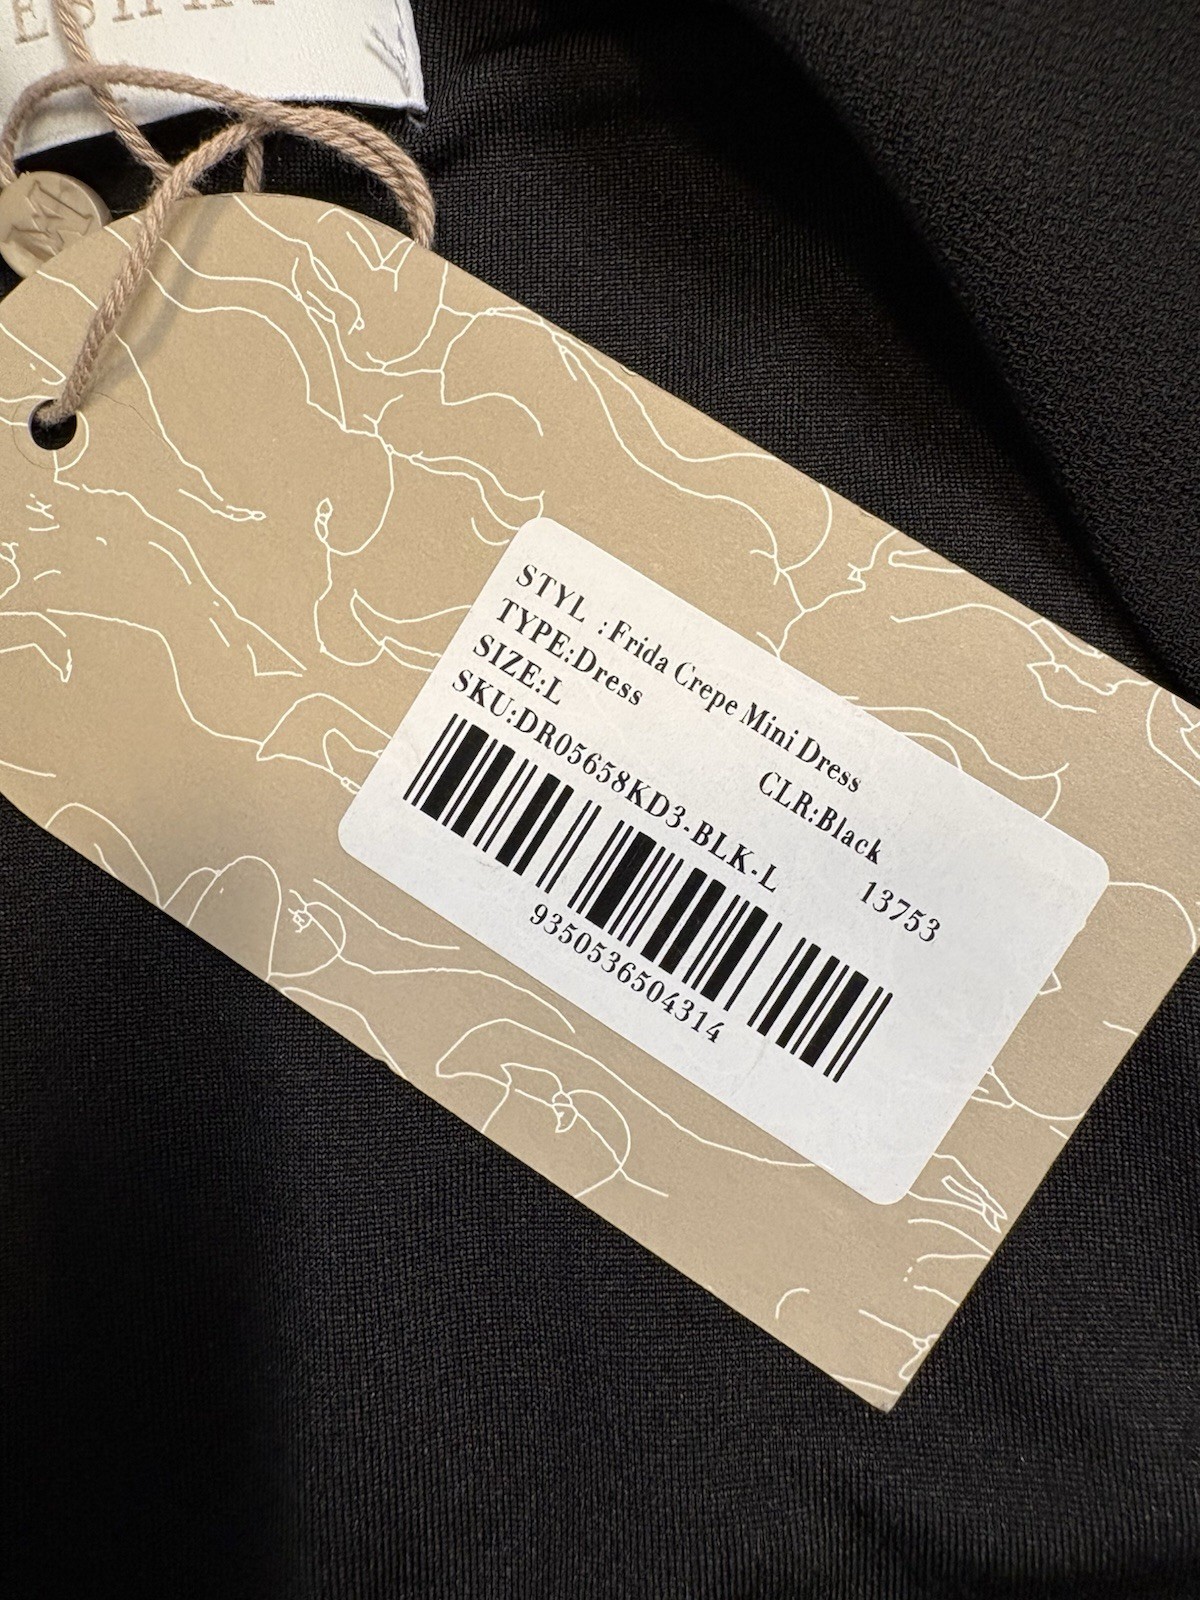 STYL :Frida Crepe Mini Dress
TYPE:Dress CLR:Black
SIZE:L 13753
SKU:DR05658KD3-BLK-L
9350536504314